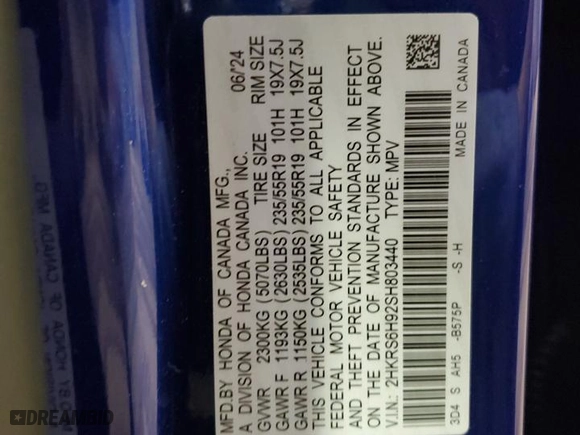 MFD.BY HONDA OF CANADA MFG.,
A DIVISION OF HONDA CANADA INC. 06/24
GVWR 2300KG (5070LBS) TIRE SIZE RIM SIZE
GAWR F 1193KG (2630LBS) 235/55R19 101H 19X7.5J
GAWR R 1150KG (2535LBS) 235/55R19 101H 19X7.5J
THIS VEHICLE CONFORMS TO ALL APPLICABLE
FEDERAL MOTOR VEHICLE SAFETY
AND THEFT PREVENTION STANDARDS IN EFFECT
ON THE DATE OF MANUFACTURE SHOWN ABOVE.
V.I.N.: 2HKRS6H92SH803440 TYPE: MPV
3D4 S AH5 -B575P -S -H MADE IN CANADA
DREAMBID